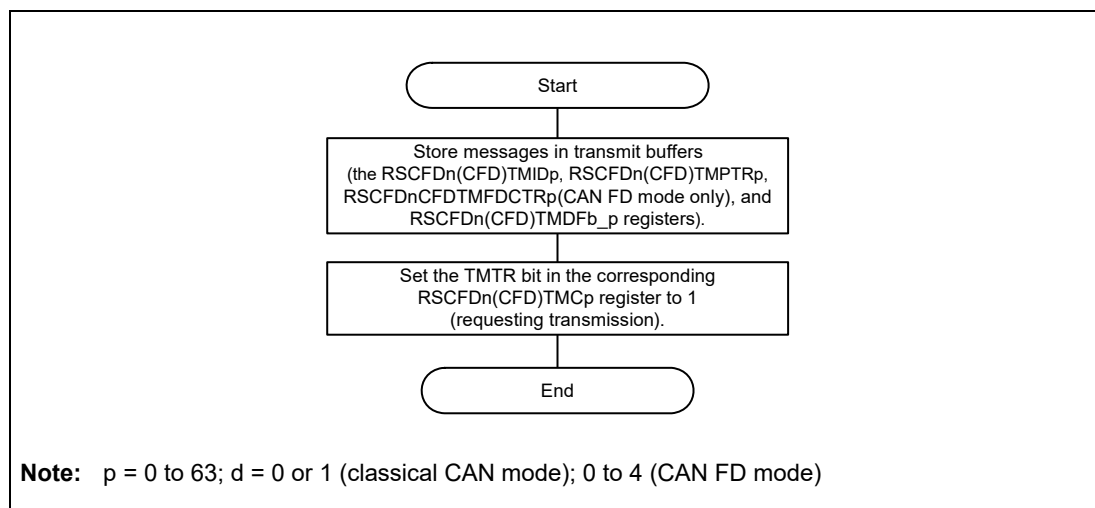 Start
Store messages in transmit buffers
(the RSCFDn(CFD)TMIDp, RSCFDn(CFD)TMPTRp,
RSCFDnCFDTMFDCTRp(CAN FD mode only), and
RSCFDn(CFD)TMDFb_p registers).
Set the TMTR bit in the corresponding
RSCFDn(CFD)TMCp register to 1
(requesting transmission).
End
Note: p = 0 to 63; d = 0 or 1 (classical CAN mode); 0 to 4 (CAN FD mode)